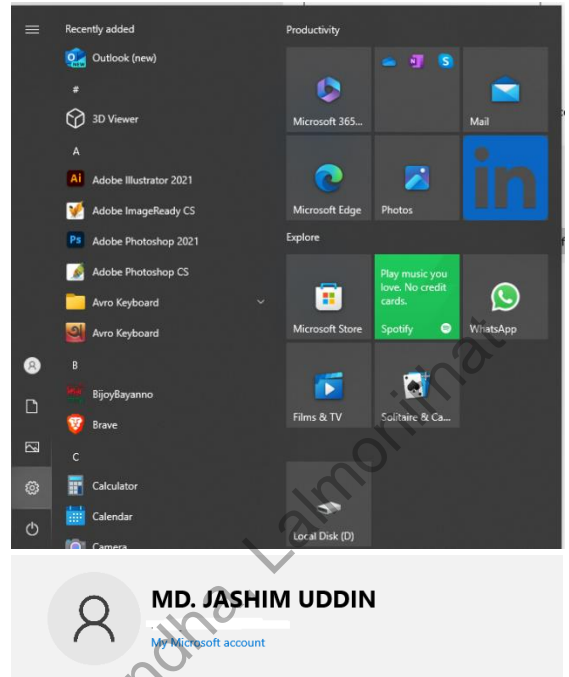 Recently added
Outlook (new)
#
3D Viewer
A
Adobe Illustrator 2021
Adobe ImageReady CS
Adobe Photoshop 2021
Adobe Photoshop CS
Avro Keyboard
Avro Keyboard
B
BijoyBayanno
Brave
C
Calculator
Calendar
Camera
Productivity
Microsoft 365...
Mail
Microsoft Edge
Photos
in
Explore
Microsoft Store
Play music you
love. No credit
cards.
Spotify
WhatsApp
Films & TV
Solitaire & Ca...
Local Disk (D)
MD. JASHIM UDDIN
My Microsoft account